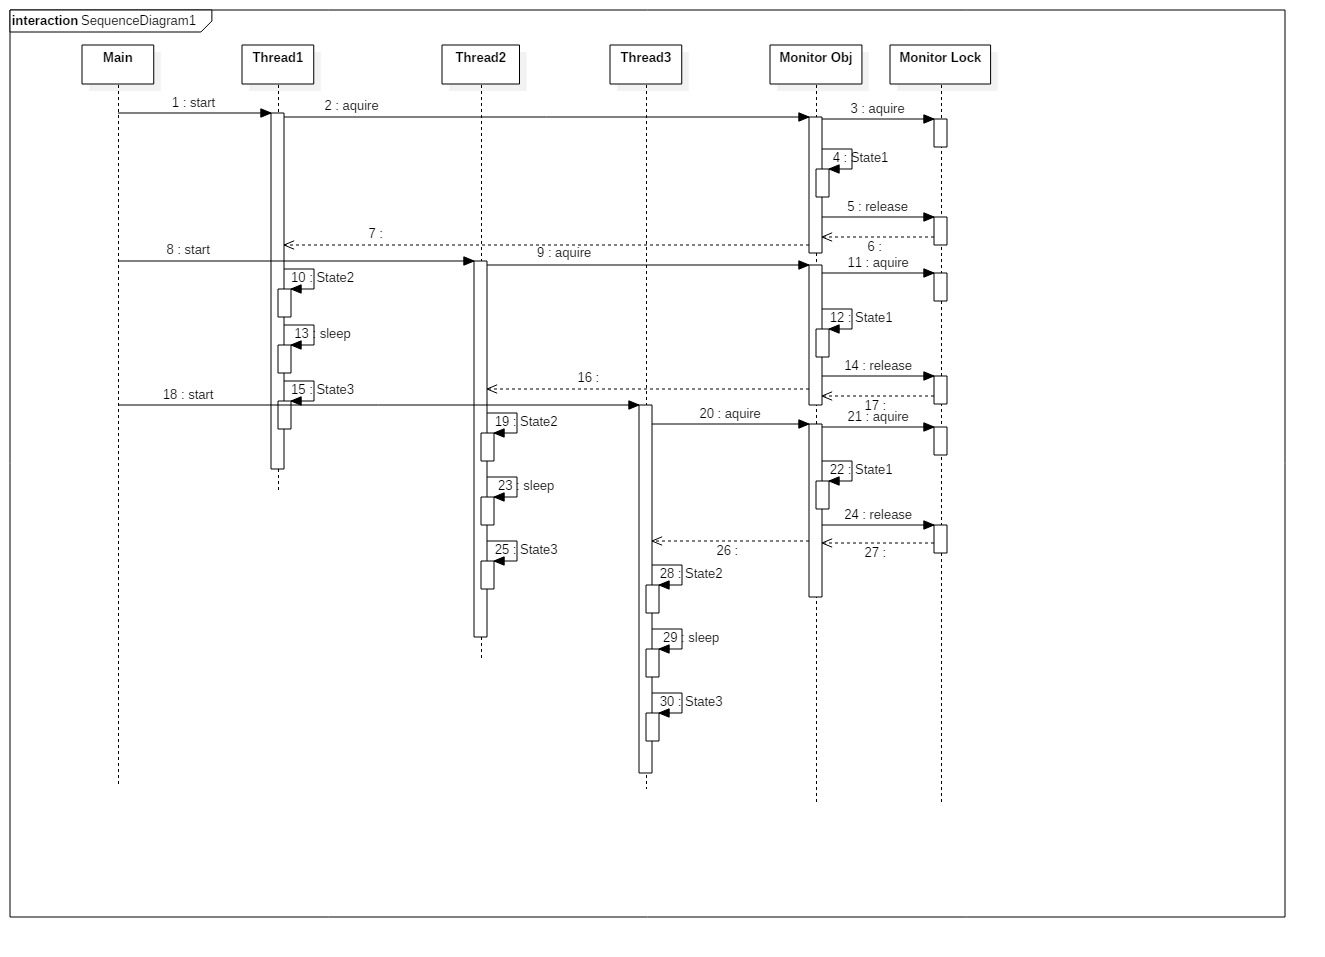 interaction SequenceDiagram1
Main Thread1 Thread2 Thread3 Monitor Obj Monitor Lock
1 : start
2 : aquire
3 : aquire
4 : State1
5 : release
6 :
7 :
8 : start
9 : aquire
10 : State2
11 : aquire
12 : State1
13 : sleep
14 : release
15 : State3
16 :
17 :
18 : start
19 : State2
20 : aquire
21 : aquire
22 : State1
23 : sleep
24 : release
25 : State3
26 :
27 :
28 : State2
29 : sleep
30 : State3